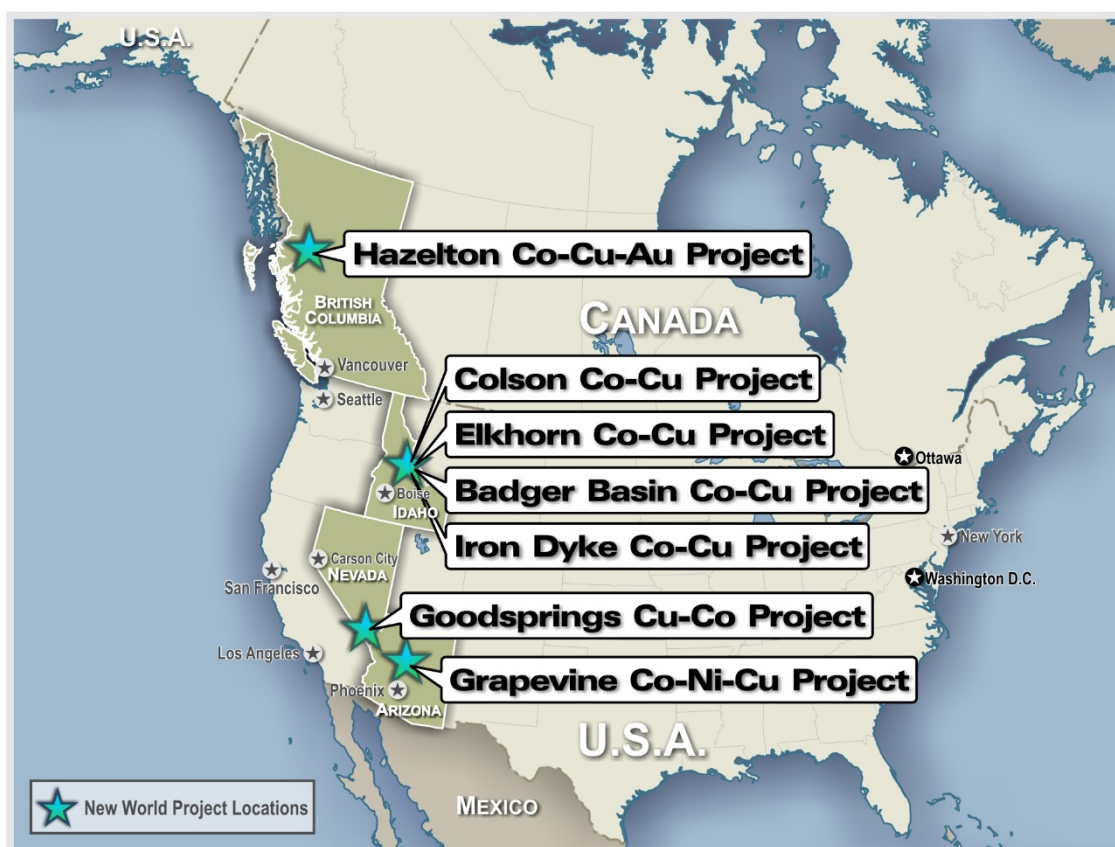 U.S.A.
Hazelton Co-Cu-Au Project
BRITISH
COLUMBIA
CANADA
Vancouver
Colson Co-Cu Project
Seattle
Elkhorn Co-Cu Project
Ottawa
Badger Basin Co-Cu Project
Boise
IDAHO
New York
Iron Dyke Co-Cu Project
Carson City
NEVADA
San Francisco
Washington D.C.
Goodsprings Cu-Co Project
Los Angeles
Grapevine Co-Ni-Cu Project
Phoenix
ARIZONA
U.S.A.
MEXICO
New World Project Locations